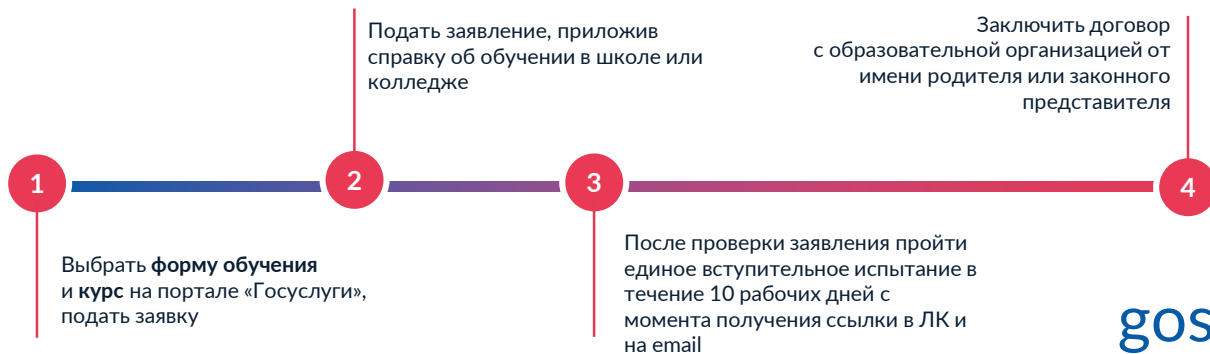 1
Выбрать форму обучения
и курс на портале «Госуслуги»,
подать заявку
2
Подать заявление, приложив
справку об обучении в школе или
колледже
3
После проверки заявления пройти
единое вступительное испытание в
течение 10 рабочих дней с
момента получения ссылки в ЛК и
на email
4
Заключить договор
с образовательной организацией от
имени родителя или законного
представителя
gos